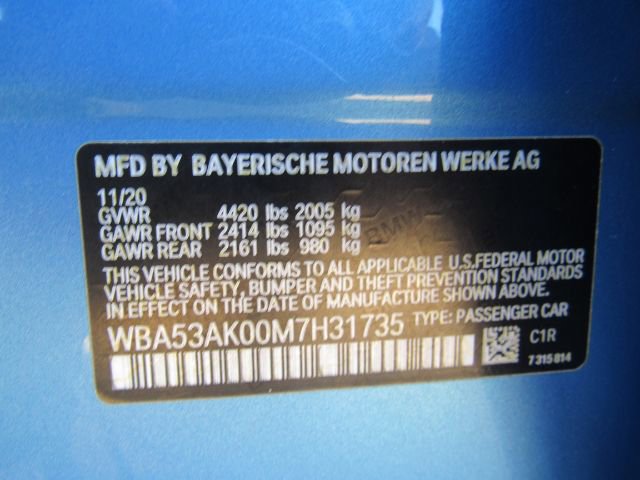 MFD BY BAYERISCHE MOTOREN WERKE AG
11/20
GVWR 4420 lbs 2005 kg
GAWR FRONT 2414 lbs 1095 kg
GAWR REAR 2161 lbs 980 kg
THIS VEHICLE CONFORMS TO ALL APPLICABLE U.S.FEDERAL MOTOR
VEHICLE SAFETY, BUMPER, AND THEFT PREVENTION STANDARDS
IN EFFECT ON THE DATE OF MANUFACTURE SHOWN ABOVE.
WBA53AK00M7H31735 TYPE: PASSENGER CAR
C1R
7 315 814
BMW